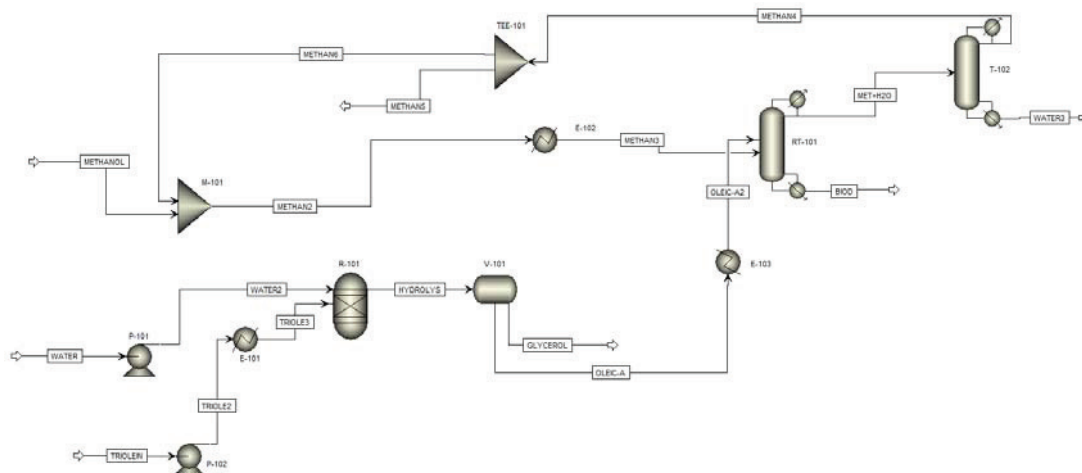 METHAN4
TEE-101
METHAN6
T-102
MET+H2O
METHAN5
WATER3
E-102
METHAN3
RT-101
METHANOL
M-101
OLEIC-A2
BIOD
METHAN2
E-103
R-101
V-101
WATER2
HYDROLYS
TRIOLE3
P-101
E-101
GLYCEROL
WATER
OLEIC-A
TRIOLE2
TRIOLEIN
P-102